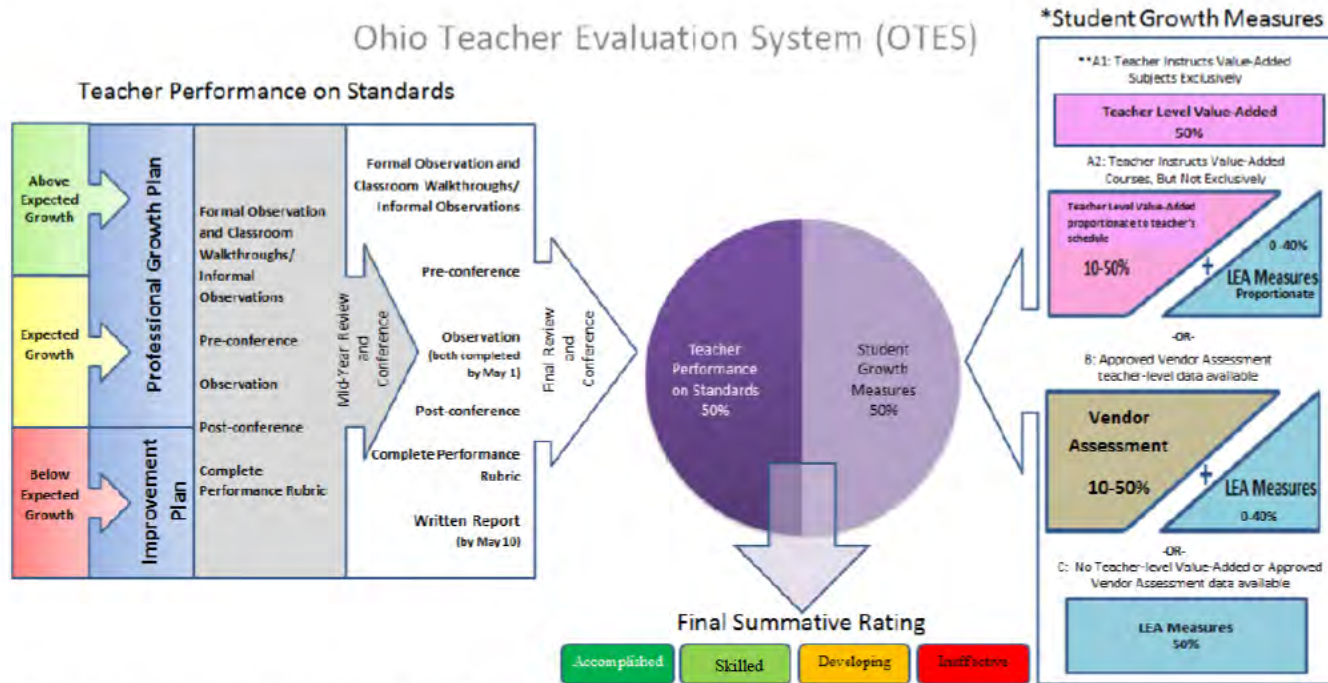 Ohio Teacher Evaluation System (OTES)
Teacher Performance on Standards
Above
Expected
Growth
Expected
Growth
Below
Expected
Growth
Professional Growth Plan
Improvement
Plan
Formal Observation
and Classroom
Walkthroughs/
Informal
Observations
Pre-conference
Observation
Post-conference
Complete
Performance Rubric
Mid-Year Review
and
Conference
Formal Observation and
Classroom Walkthroughs/
Informal Observations
Pre-conference
Observation
(both completed
by May 1)
Post-conference
Complete Performance
Rubric
Written Report
(by May 10)
Final Review
and
Conference
Teacher
Performance
on Standards
50%
Student
Growth
Measures
50%
Final Summative Rating
Accomplished
Skilled
Developing
Ineffective
*Student Growth Measures
**A1: Teacher Instructs Value-Added
Subjects Exclusively
Teacher Level Value-Added
50%
A2: Teacher Instructs Value-Added
Courses, But Not Exclusively
Teacher Level Value-Added
proportionate to teacher's
schedule
10-50%
+
0-40%
LEA Measures
Proportionate
-OR-
B: Approved Vendor Assessment
teacher-level data available
Vendor
Assessment
10-50%
+
LEA Measures
0-40%
-OR-
C: No Teacher-level Value-Added or Approved
Vendor Assessment data available
LEA Measures
50%